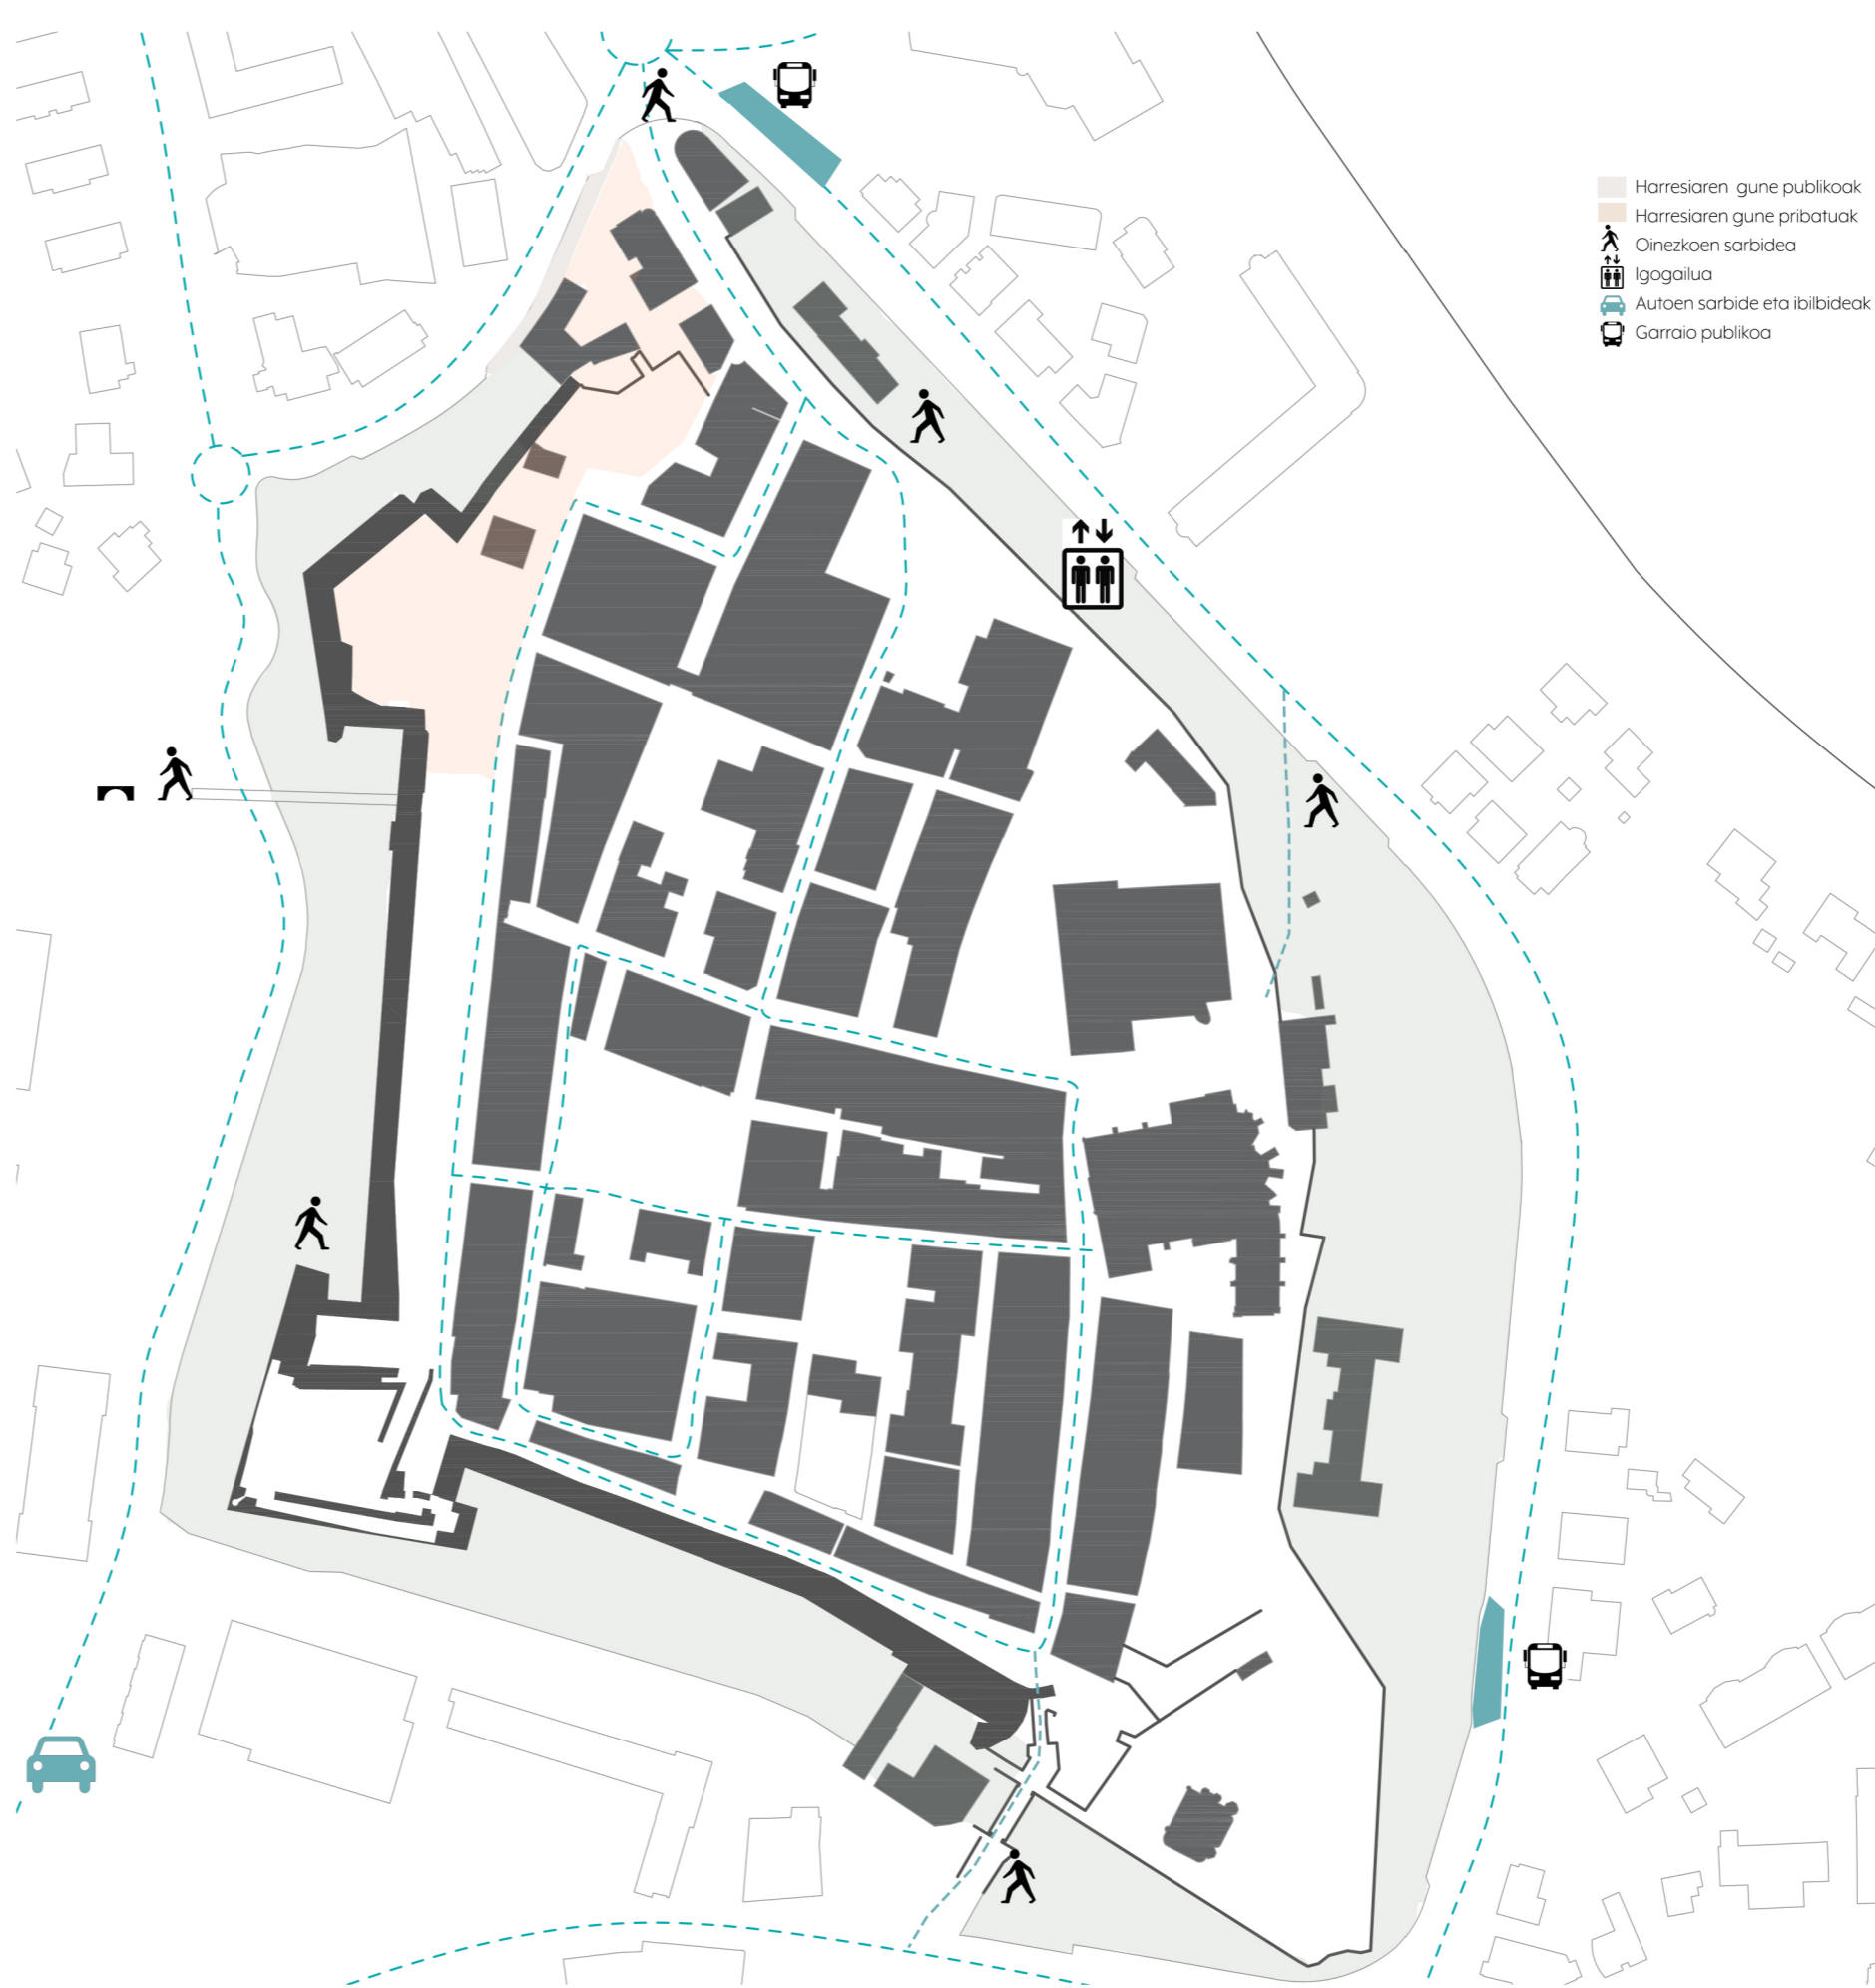 Harresiaren gune publikoak
Harresiaren gune pribatuak
Oinezkoen sarbidea
Igogailua
Autoen sarbide eta ibilbideak
Garraio publikoa